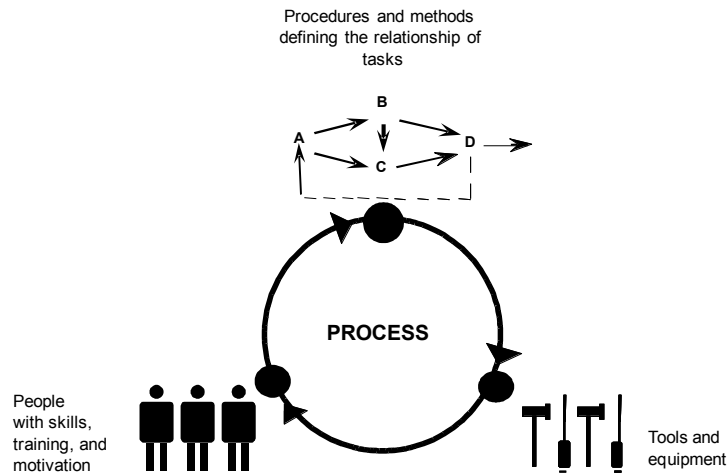 Procedures and methods
defining the relationship of
tasks
B
A
D
C
PROCESS
People
with skills,
training, and
motivation
Tools and
equipment